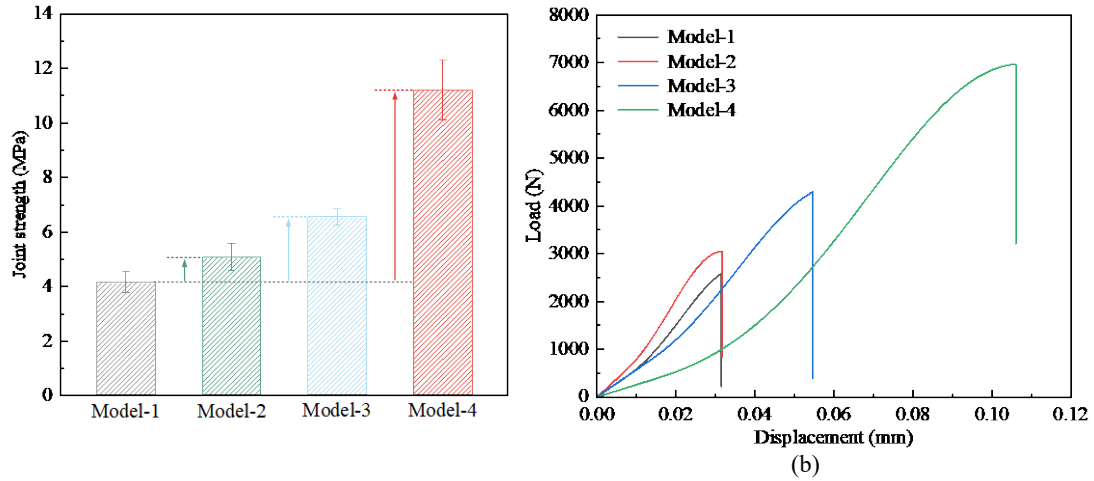 14
12
10
8
6
4
2
0
Joint strength (MPa)
Model-1
Model-2
Model-3
Model-4
8000
7000
6000
5000
4000
3000
2000
1000
0
Load (N)
Model-1
Model-2
Model-3
Model-4
0.00
0.02
0.04
0.06
0.08
0.10
0.12
Displacement (mm)
(b)